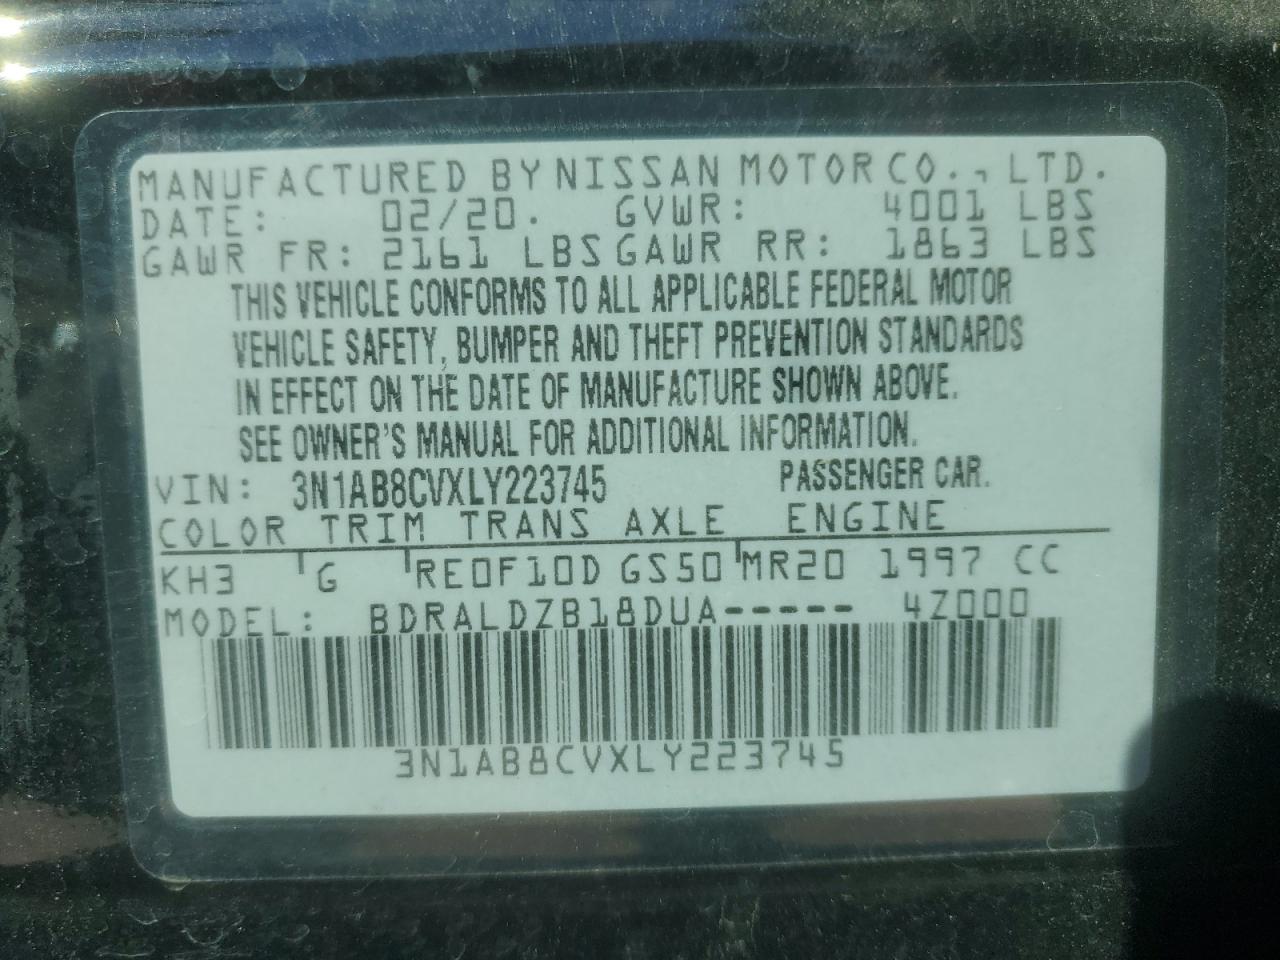 MANUFACTURED BY NISSAN MOTOR CO., LTD.
DATE: 02/20. GVWR: 4001 LBS
GAWR FR: 2161 LBS GAWR RR: 1863 LBS
THIS VEHICLE CONFORMS TO ALL APPLICABLE FEDERAL MOTOR
VEHICLE SAFETY, BUMPER AND THEFT PREVENTION STANDARDS
IN EFFECT ON THE DATE OF MANUFACTURE SHOWN ABOVE.
SEE OWNER'S MANUAL FOR ADDITIONAL INFORMATION.
VIN: 3N1AB8CVXLY223745 PASSENGER CAR.
COLOR TRIM TRANS AXLE ENGINE
KH3 G RE0F10D GS50 MR20 1997 CC
MODEL: BDRALDZB18DUA----- 4Z000
3N1AB8CVXLY223745